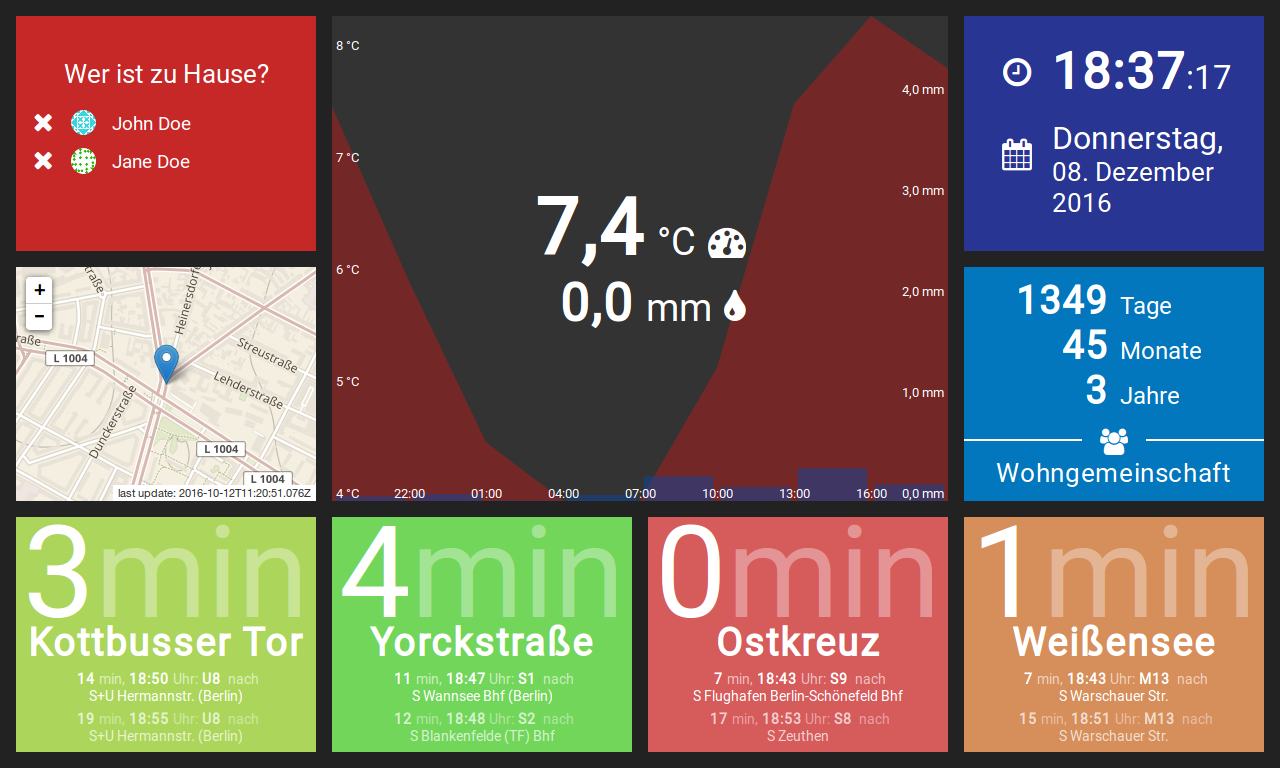 Wer ist zu Hause?
John Doe
Jane Doe
8 °C
7 °C
6 °C
5 °C
4 °C
4,0 mm
3,0 mm
2,0 mm
1,0 mm
0,0 mm
7,4 °C
0,0 mm
22:00 01:00 04:00 07:00 10:00 13:00 16:00
18:37:17
Donnerstag,
08. Dezember
2016
+
−
L 1004
Streustraße
Lehderstraße
Dunckerstraße
L 1004
L 1004
last update: 2016-10-12T11:20:51.076Z
1349 Tage
45 Monate
3 Jahre
Wohngemeinschaft
3min
Kottbusser Tor
14 min, 18:50 Uhr: U8 nach
S+U Hermannstr. (Berlin)
19 min, 18:55 Uhr: U8 nach
S+U Hermannstr. (Berlin)
4min
Yorckstraße
11 min, 18:47 Uhr: S1 nach
S Wannsee Bhf (Berlin)
12 min, 18:48 Uhr: S2 nach
S Blankenfelde (TF) Bhf
0min
Ostkreuz
7 min, 18:43 Uhr: S9 nach
S Flughafen Berlin-Schönefeld Bhf
17 min, 18:53 Uhr: S8 nach
S Zeuthen
1min
Weißensee
7 min, 18:43 Uhr: M13 nach
S Warschauer Str.
15 min, 18:51 Uhr: M13 nach
S Warschauer Str.